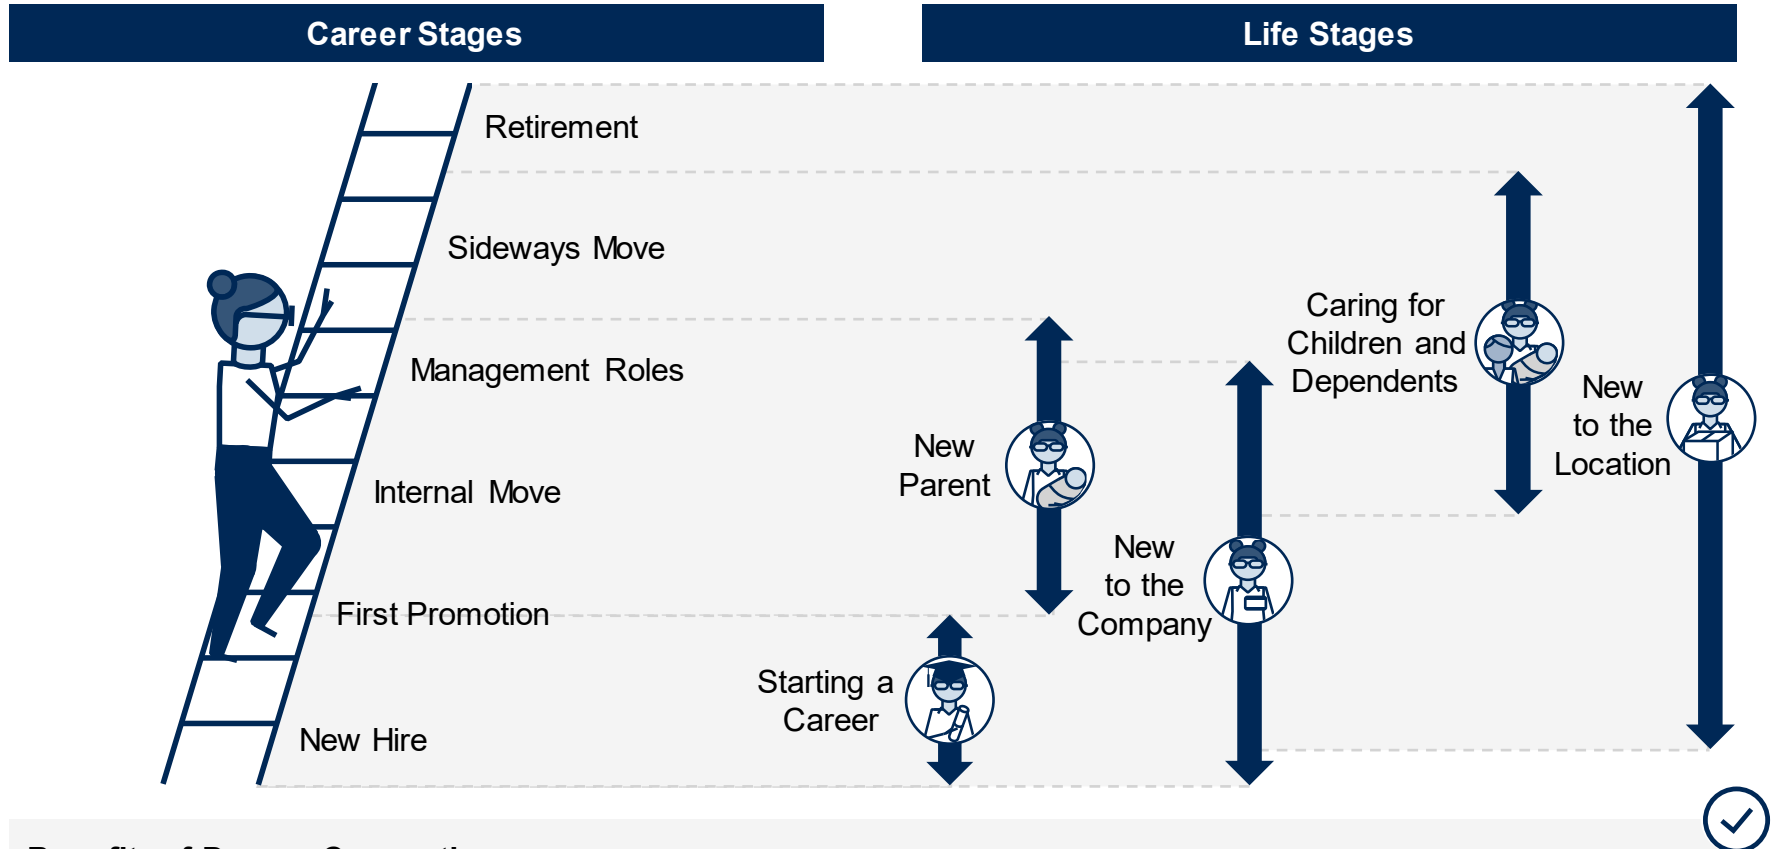 Career Stages
Life Stages
Retirement
Sideways Move
Management Roles
Internal Move
First Promotion
New Hire
Starting a
Career
New
Parent
New
to the
Company
Caring for
Children and
Dependents
New
to the
Location